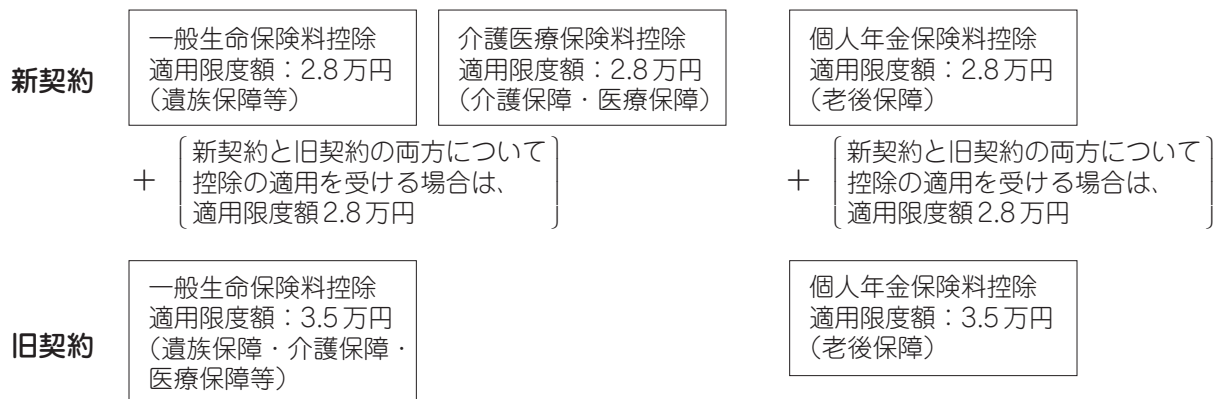 新契約
一般生命保険料控除
適用限度額：2.8万円
（遺族保障等）
介護医療保険料控除
適用限度額：2.8万円
（介護保障・医療保障）
個人年金保険料控除
適用限度額：2.8万円
（老後保障）
＋
新契約と旧契約の両方について
控除の適用を受ける場合は、
適用限度額2.8万円
＋
新契約と旧契約の両方について
控除の適用を受ける場合は、
適用限度額2.8万円
旧契約
一般生命保険料控除
適用限度額：3.5万円
（遺族保障・介護保障・
医療保障等）
個人年金保険料控除
適用限度額：3.5万円
（老後保障）